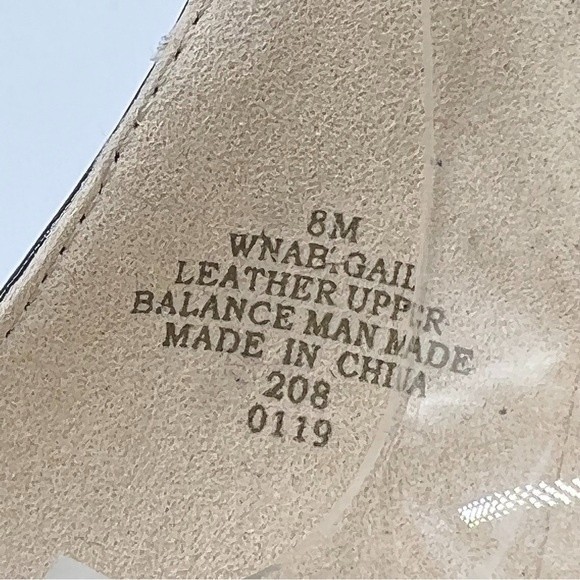 8M
WNABIGAIL
LEATHER UPPER
BALANCE MAN MADE
MADE IN CHINA
208
0119